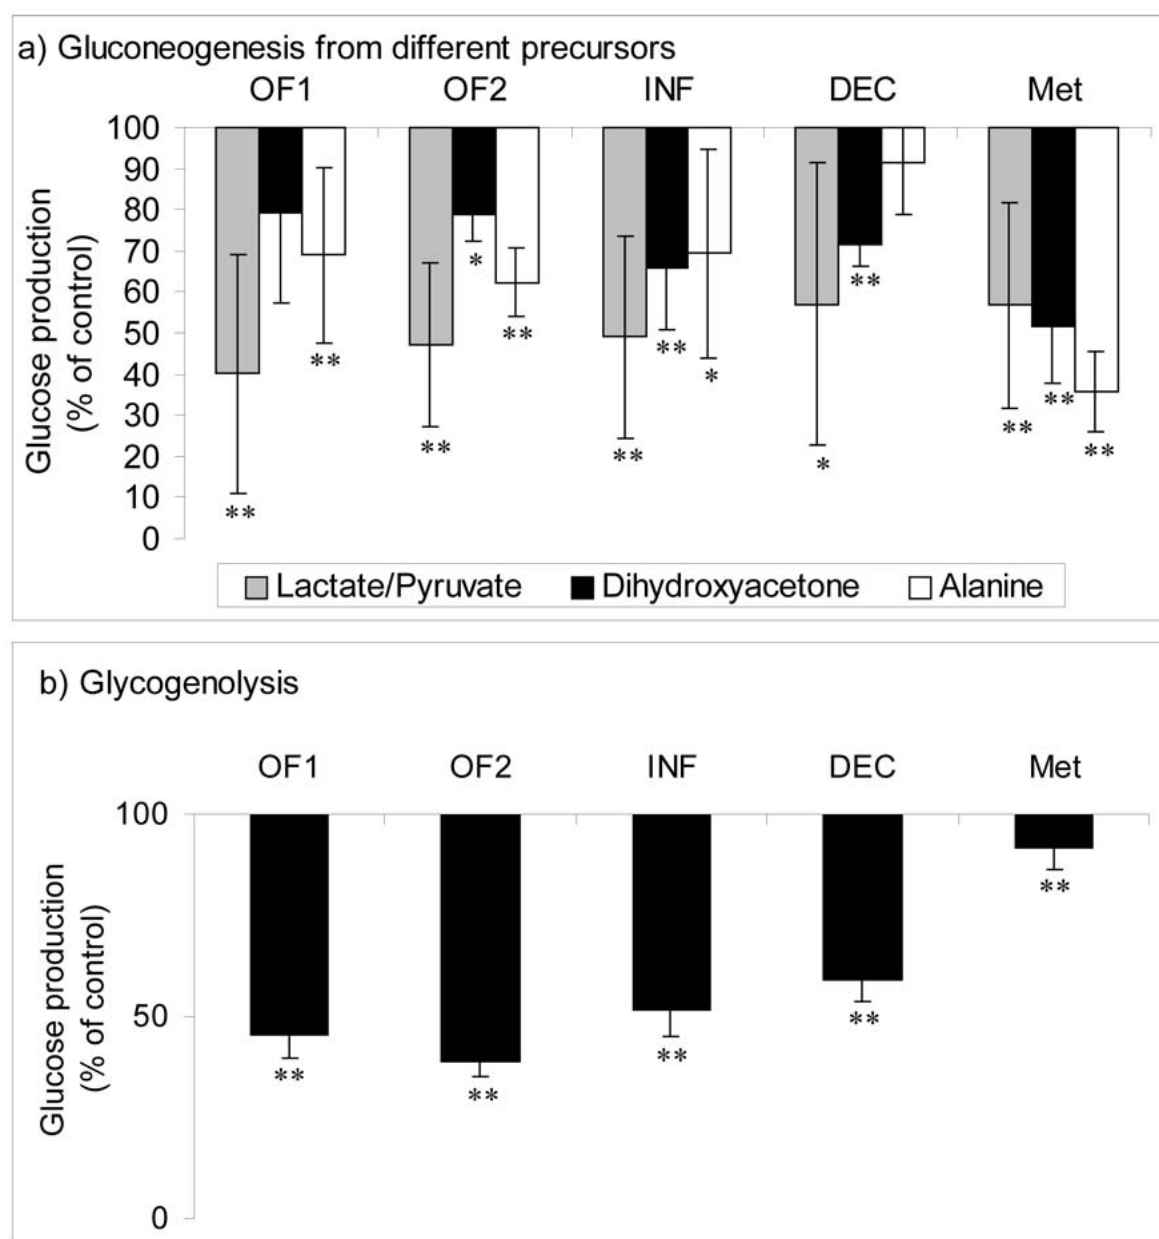 a) Gluconeogenesis from different precursors
OF1 OF2 INF DEC Met
100
90
80
70
60
50
40
30
20
10
0
Glucose production
(% of control)
** ** * ** ** ** * * ** ** ** ** **
Lactate/Pyruvate Dihydroxyacetone Alanine
b) Glycogenolysis
OF1 OF2 INF DEC Met
100
50
0
Glucose production
(% of control)
** ** ** ** **